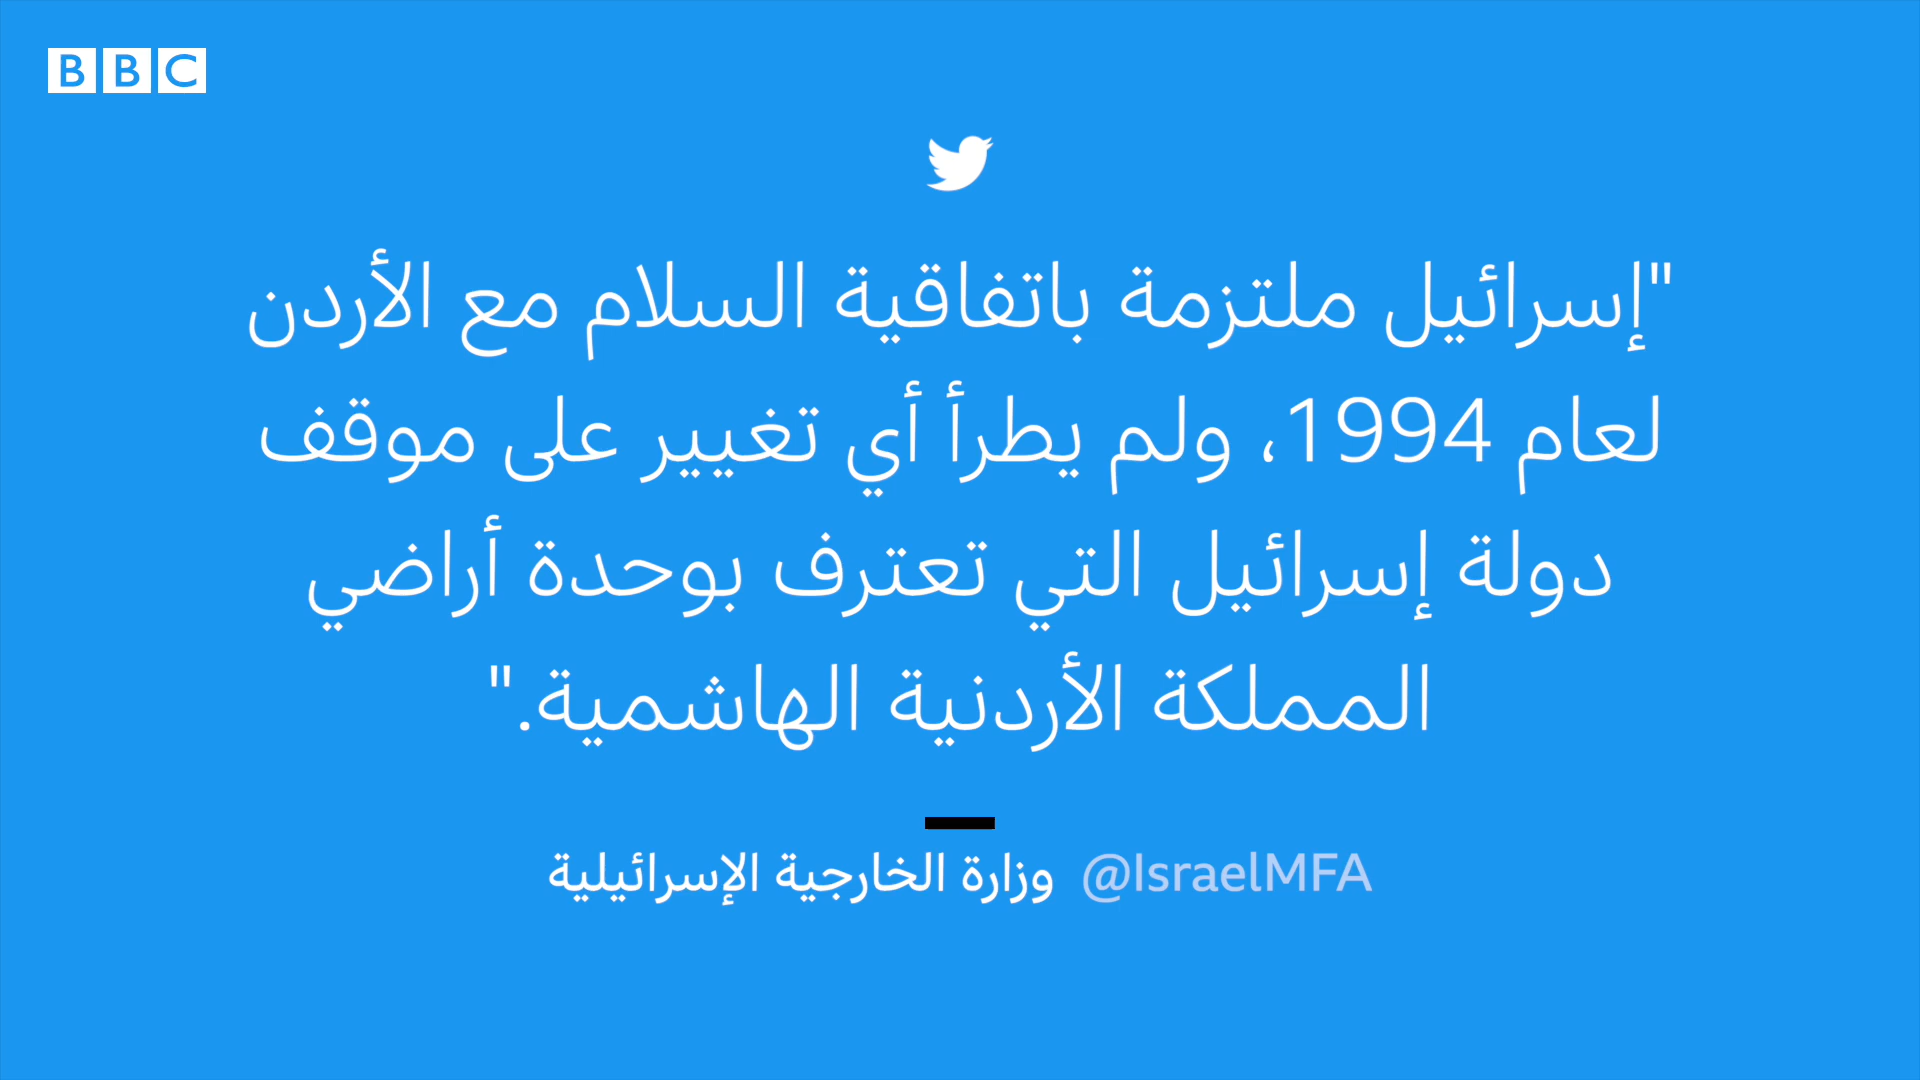 BBC
"إسرائيل ملتزمة باتفاقية السلام مع الأردن
لعام 1994، ولم يطرأ أي تغيير على موقف
دولة إسرائيل التي تعترف بوحدة أراضي
المملكة الأردنية الهاشمية."
@IsraelMFA وزارة الخارجية الإسرائيلية